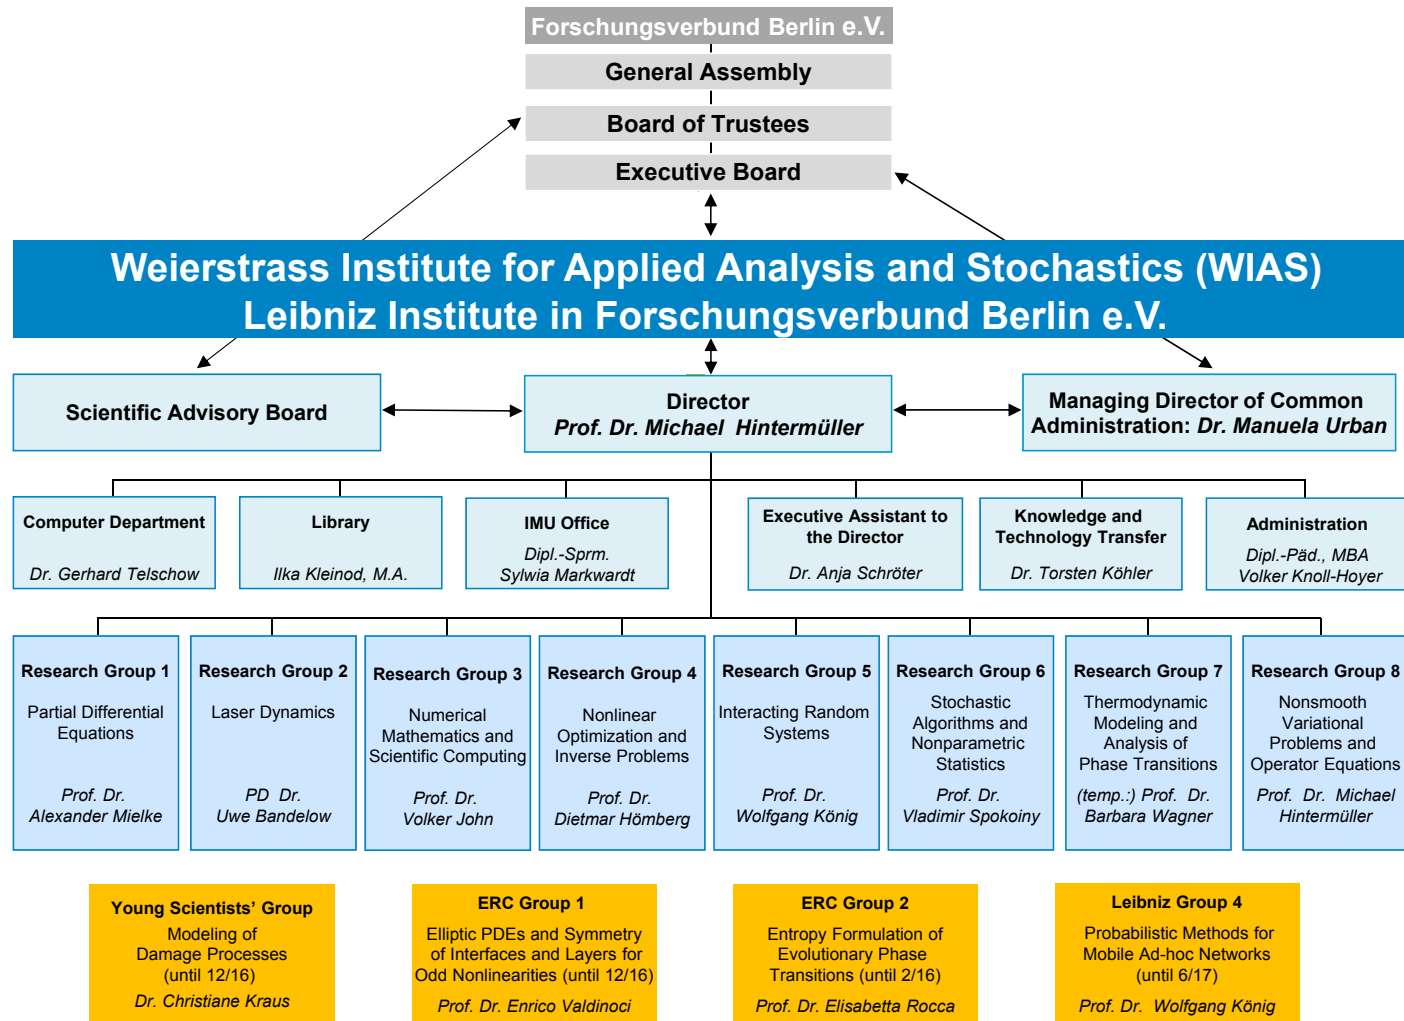 Forschungsverbund Berlin e.V.
General Assembly
Board of Trustees
Executive Board
Weierstrass Institute for Applied Analysis and Stochastics (WIAS)
Leibniz Institute in Forschungsverbund Berlin e.V.
Scientific Advisory Board
Director
Prof. Dr. Michael Hintermüller
Managing Director of Common
Administration: Dr. Manuela Urban
Computer Department
Dr. Gerhard Telschow
Library
Ilka Kleinod, M.A.
IMU Office
Dipl.-Sprm.
Sylwia Markwardt
Executive Assistant to
the Director
Dr. Anja Schröter
Knowledge and
Technology Transfer
Dr. Torsten Köhler
Administration
Dipl.-Päd., MBA
Volker Knoll-Hoyer
Research Group 1
Partial Differential
Equations
Prof. Dr.
Alexander Mielke
Research Group 2
Laser Dynamics
PD Dr.
Uwe Bandelow
Research Group 3
Numerical
Mathematics and
Scientific Computing
Prof. Dr.
Volker John
Research Group 4
Nonlinear
Optimization and
Inverse Problems
Prof. Dr.
Dietmar Hömberg
Research Group 5
Interacting Random
Systems
Prof. Dr.
Wolfgang König
Research Group 6
Stochastic
Algorithms and
Nonparametric
Statistics
Prof. Dr.
Vladimir Spokoiny
Research Group 7
Thermodynamic
Modeling and
Analysis of
Phase Transitions
(temp.:) Prof. Dr.
Barbara Wagner
Research Group 8
Nonsmooth
Variational
Problems and
Operator Equations
Prof. Dr. Michael
Hintermüller
Young Scientists’ Group
Modeling of
Damage Processes
(until 12/16)
Dr. Christiane Kraus
ERC Group 1
Elliptic PDEs and Symmetry
of Interfaces and Layers for
Odd Nonlinearities (until 12/16)
Prof. Dr. Enrico Valdinoci
ERC Group 2
Entropy Formulation of
Evolutionary Phase
Transitions (until 2/16)
Prof. Dr. Elisabetta Rocca
Leibniz Group 4
Probabilistic Methods for
Mobile Ad-hoc Networks
(until 6/17)
Prof. Dr. Wolfgang König